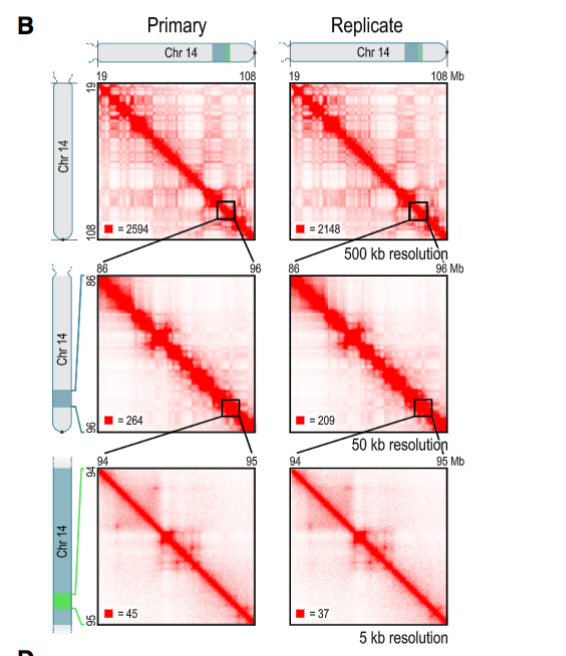 B
Primary Replicate
Chr 14 Chr 14
19 108 19 108 Mb
19
Chr 14
108
= 2594 = 2148
500 kb resolution
86 96 86 96 Mb
86
Chr 14
96
= 264 = 209
50 kb resolution
94 95 94 95 Mb
94
Chr 14
95
= 45 = 37
5 kb resolution